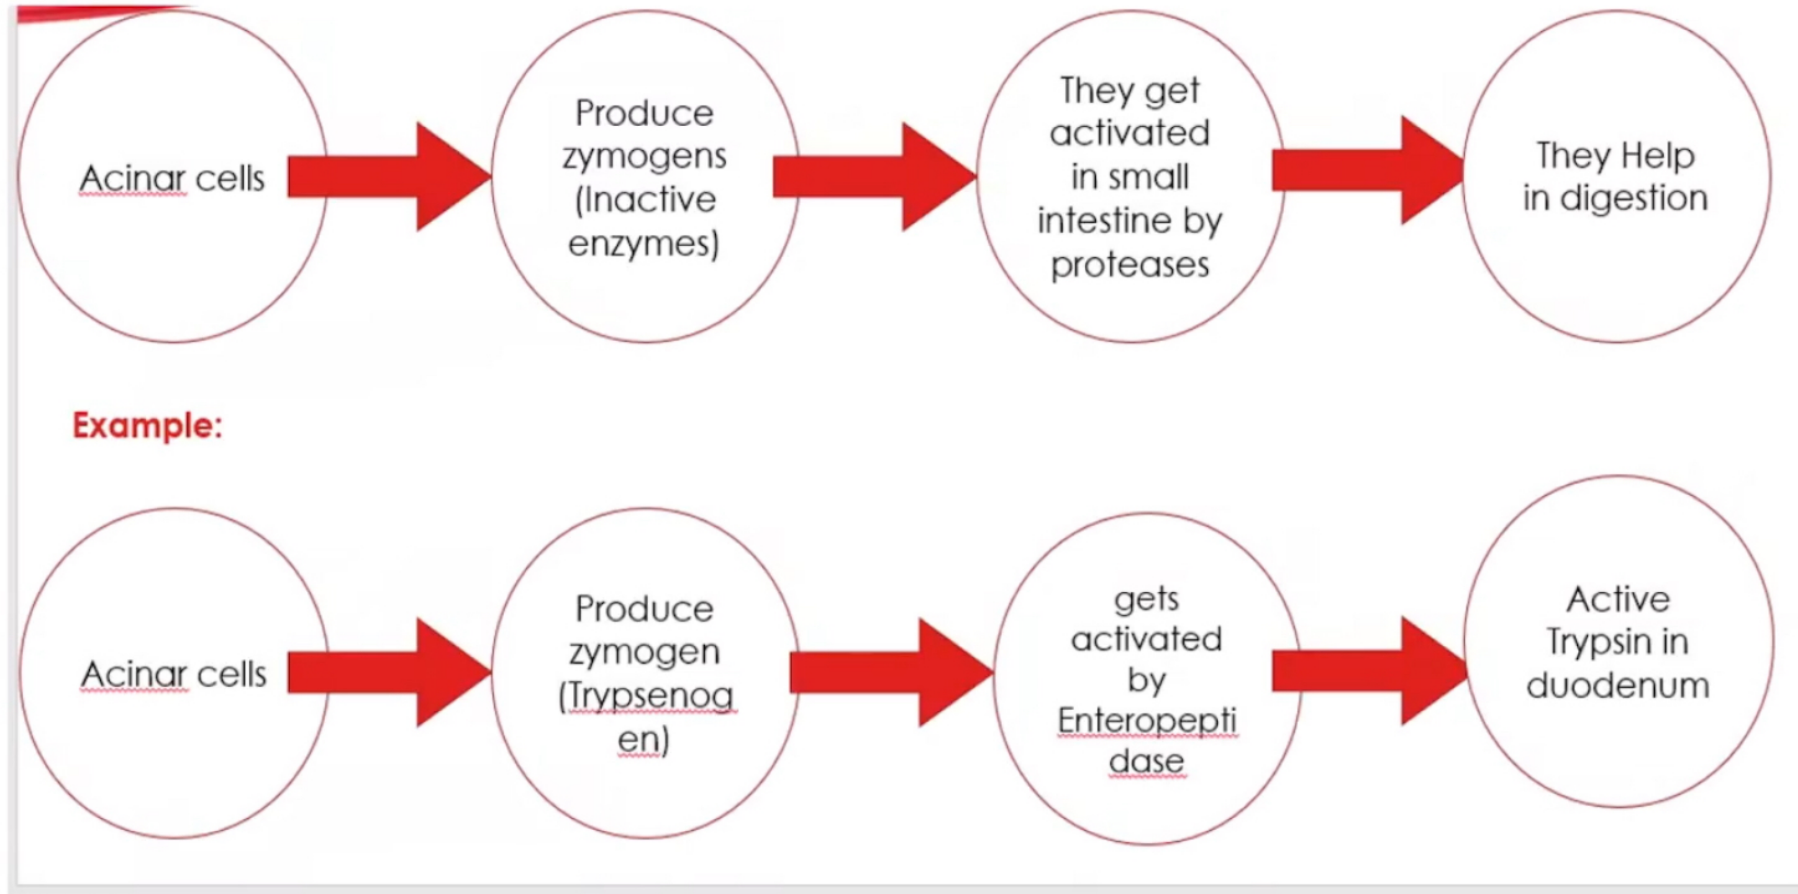 Acinar cells
Produce
zymogens
(Inactive
enzymes)
They get
activated
in small
intestine by
proteases
They Help
in digestion
Example:
Acinar cells
Produce
zymogen
(Trypsenog
en)
gets
activated
by
Enteropepti
dase
Active
Trypsin in
duodenum